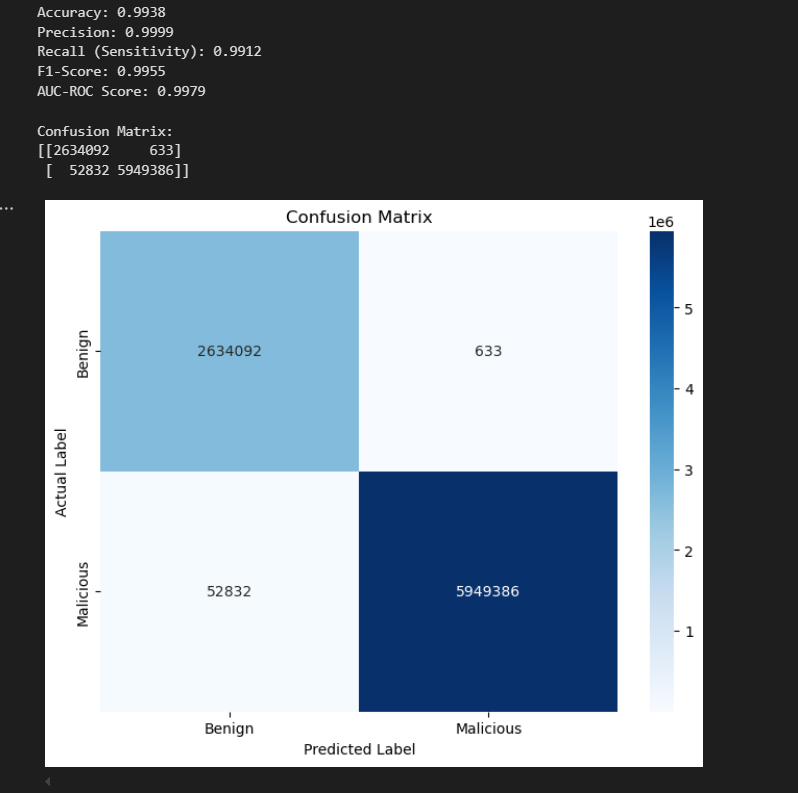 Accuracy: 0.9938
Precision: 0.9999
Recall (Sensitivity): 0.9912
F1-Score: 0.9955
AUC-ROC Score: 0.9979
Confusion Matrix:
[[2634092     633]
 [  52832 5949386]]
...
Confusion Matrix
1e6
Benign
2634092
633
5
4
3
Actual Label
2
Malicious
52832
5949386
1
Benign
Malicious
Predicted Label